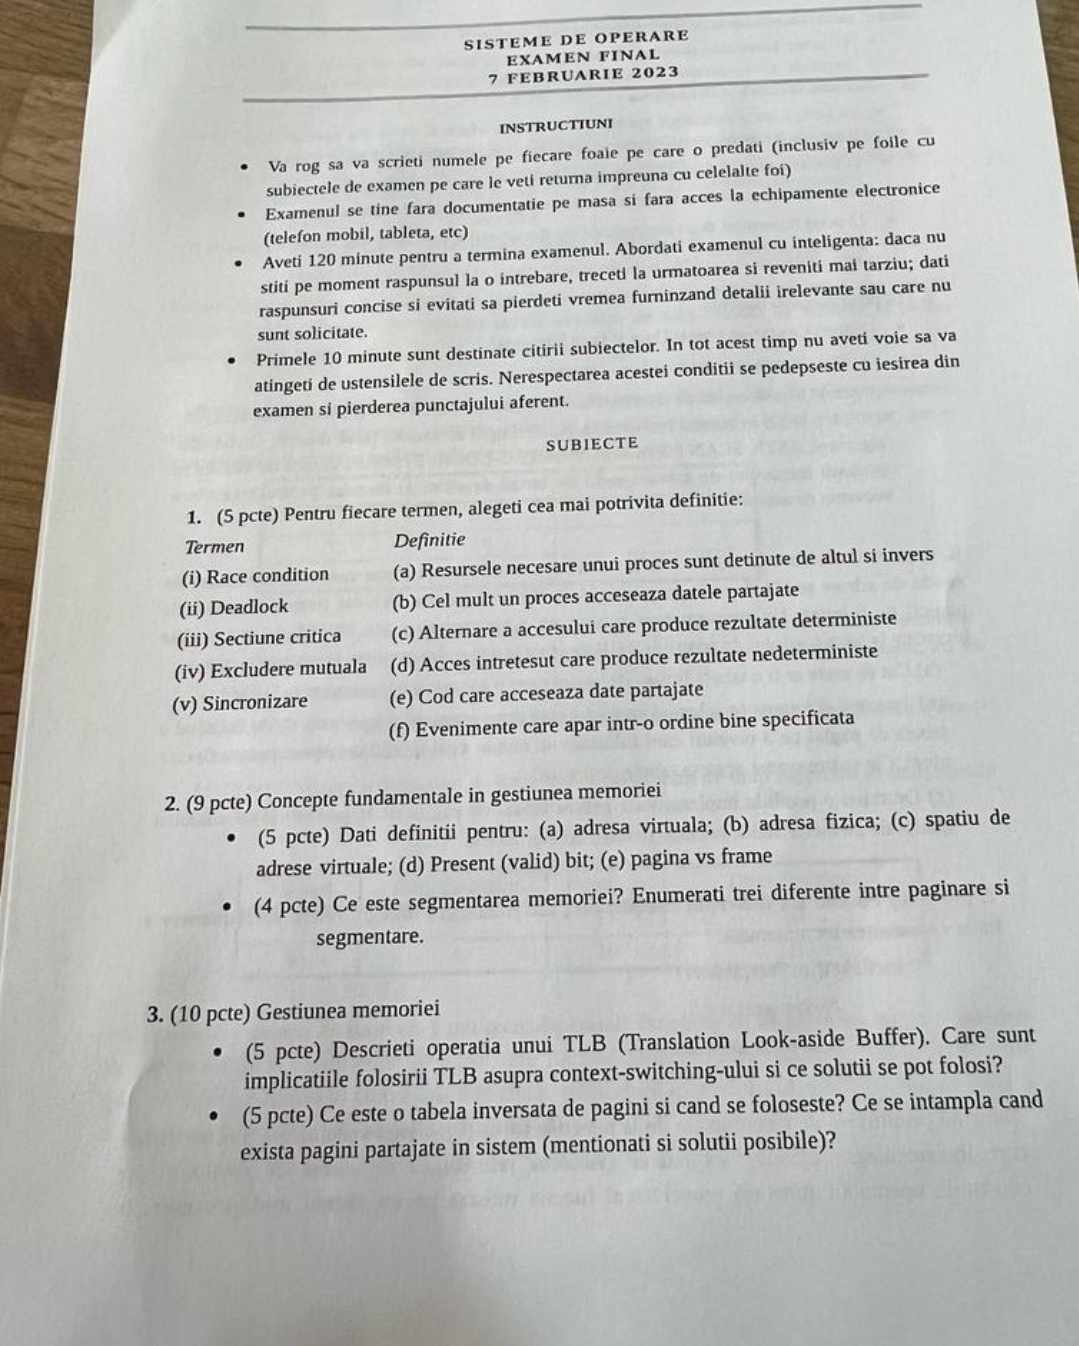 SISTEME DE OPERARE
EXAMEN FINAL
7 FEBRUARIE 2023
INSTRUCTIUNI
• Va rog sa va scrieti numele pe fiecare foaie pe care o predati (inclusiv pe foile cu
subiectele de examen pe care le veti returna impreuna cu celelalte foi)
• Examenul se tine fara documentatie pe masa si fara acces la echipamente electronice
(telefon mobil, tableta, etc)
• Aveti 120 minute pentru a termina examenul. Abordati examenul cu inteligenta: daca nu
stiti pe moment raspunsul la o intrebare, treceti la urmatoarea si reveniti mai tarziu; dati
raspunsuri concise si evitati sa pierdeti vremea furninzand detalii irelevante sau care nu
sunt solicitate.
• Primele 10 minute sunt destinate citirii subiectelor. In tot acest timp nu aveti voie sa va
atingeti de ustensilele de scris. Nerespectarea acestei conditii se pedepseste cu iesirea din
examen si pierderea punctajului aferent.
SUBIECTE
1. (5 pcte) Pentru fiecare termen, alegeti cea mai potrivita definitie:
Termen Definitie
(i) Race condition (a) Resursele necesare unui proces sunt detinute de altul si invers
(ii) Deadlock (b) Cel mult un proces acceseaza datele partajate
(iii) Sectiune critica (c) Alternare a accesului care produce rezultate deterministe
(iv) Excludere mutuala (d) Acces intretesut care produce rezultate nedeterministe
(v) Sincronizare (e) Cod care acceseaza date partajate
(f) Evenimente care apar intr-o ordine bine specificata
2. (9 pcte) Concepte fundamentale in gestiunea memoriei
• (5 pcte) Dati definitii pentru: (a) adresa virtuala; (b) adresa fizica; (c) spatiu de
adrese virtuale; (d) Present (valid) bit; (e) pagina vs frame
• (4 pcte) Ce este segmentarea memoriei? Enumerati trei diferente intre paginare si
segmentare.
3. (10 pcte) Gestiunea memoriei
• (5 pcte) Descrieti operatia unui TLB (Translation Look-aside Buffer). Care sunt
implicatiile folosirii TLB asupra context-switching-ului si ce solutii se pot folosi?
• (5 pcte) Ce este o tabela inversata de pagini si cand se foloseste? Ce se intampla cand
exista pagini partajate in sistem (mentionati si solutii posibile)?